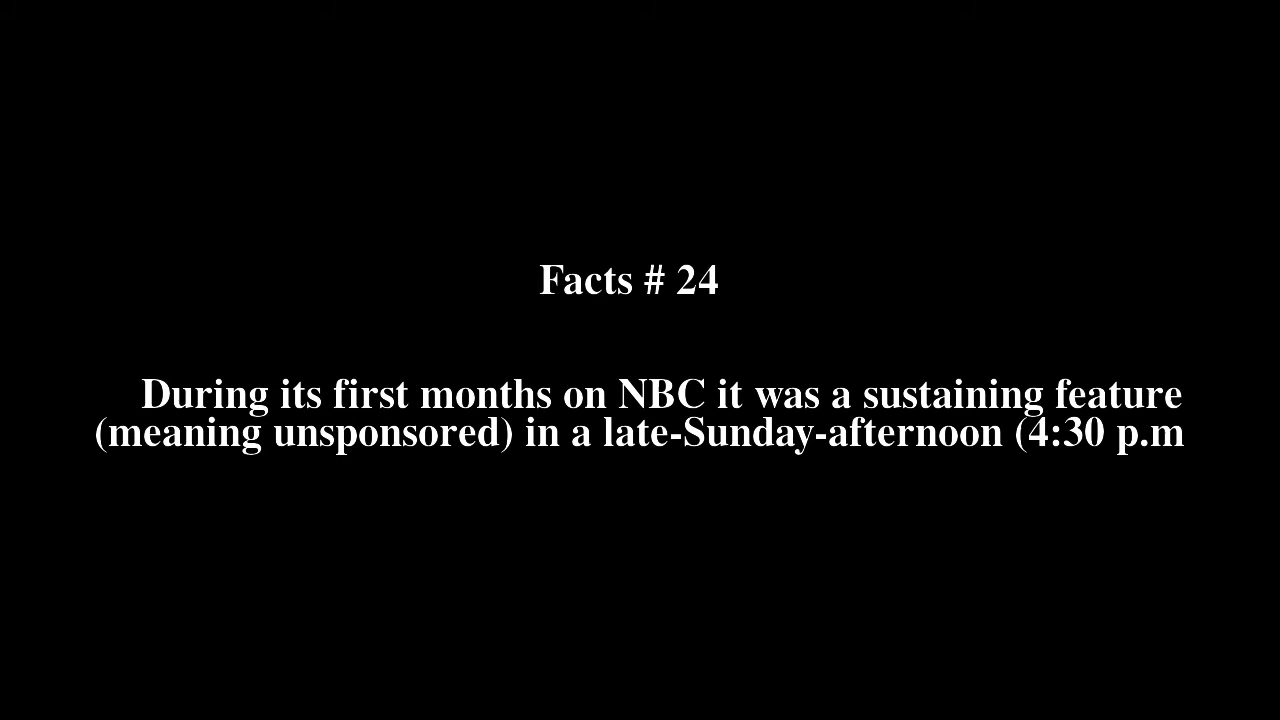 Facts # 24
During its first months on NBC it was a sustaining feature
(meaning unsponsored) in a late-Sunday-afternoon (4:30 p.m